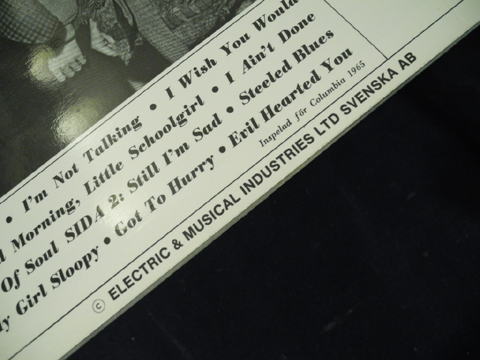 • I Wish You Would
• I'm Not Talking • I Ain't Done
Morning, Little Schoolgirl • Steeled Blues
Of Soul SIDA 2: Still I'm Sad • Evil Hearted You
Girl Sloopy • Got To Hurry
Inspelad för Columbia 1965
© ELECTRIC & MUSICAL INDUSTRIES LTD SVENSKA AB